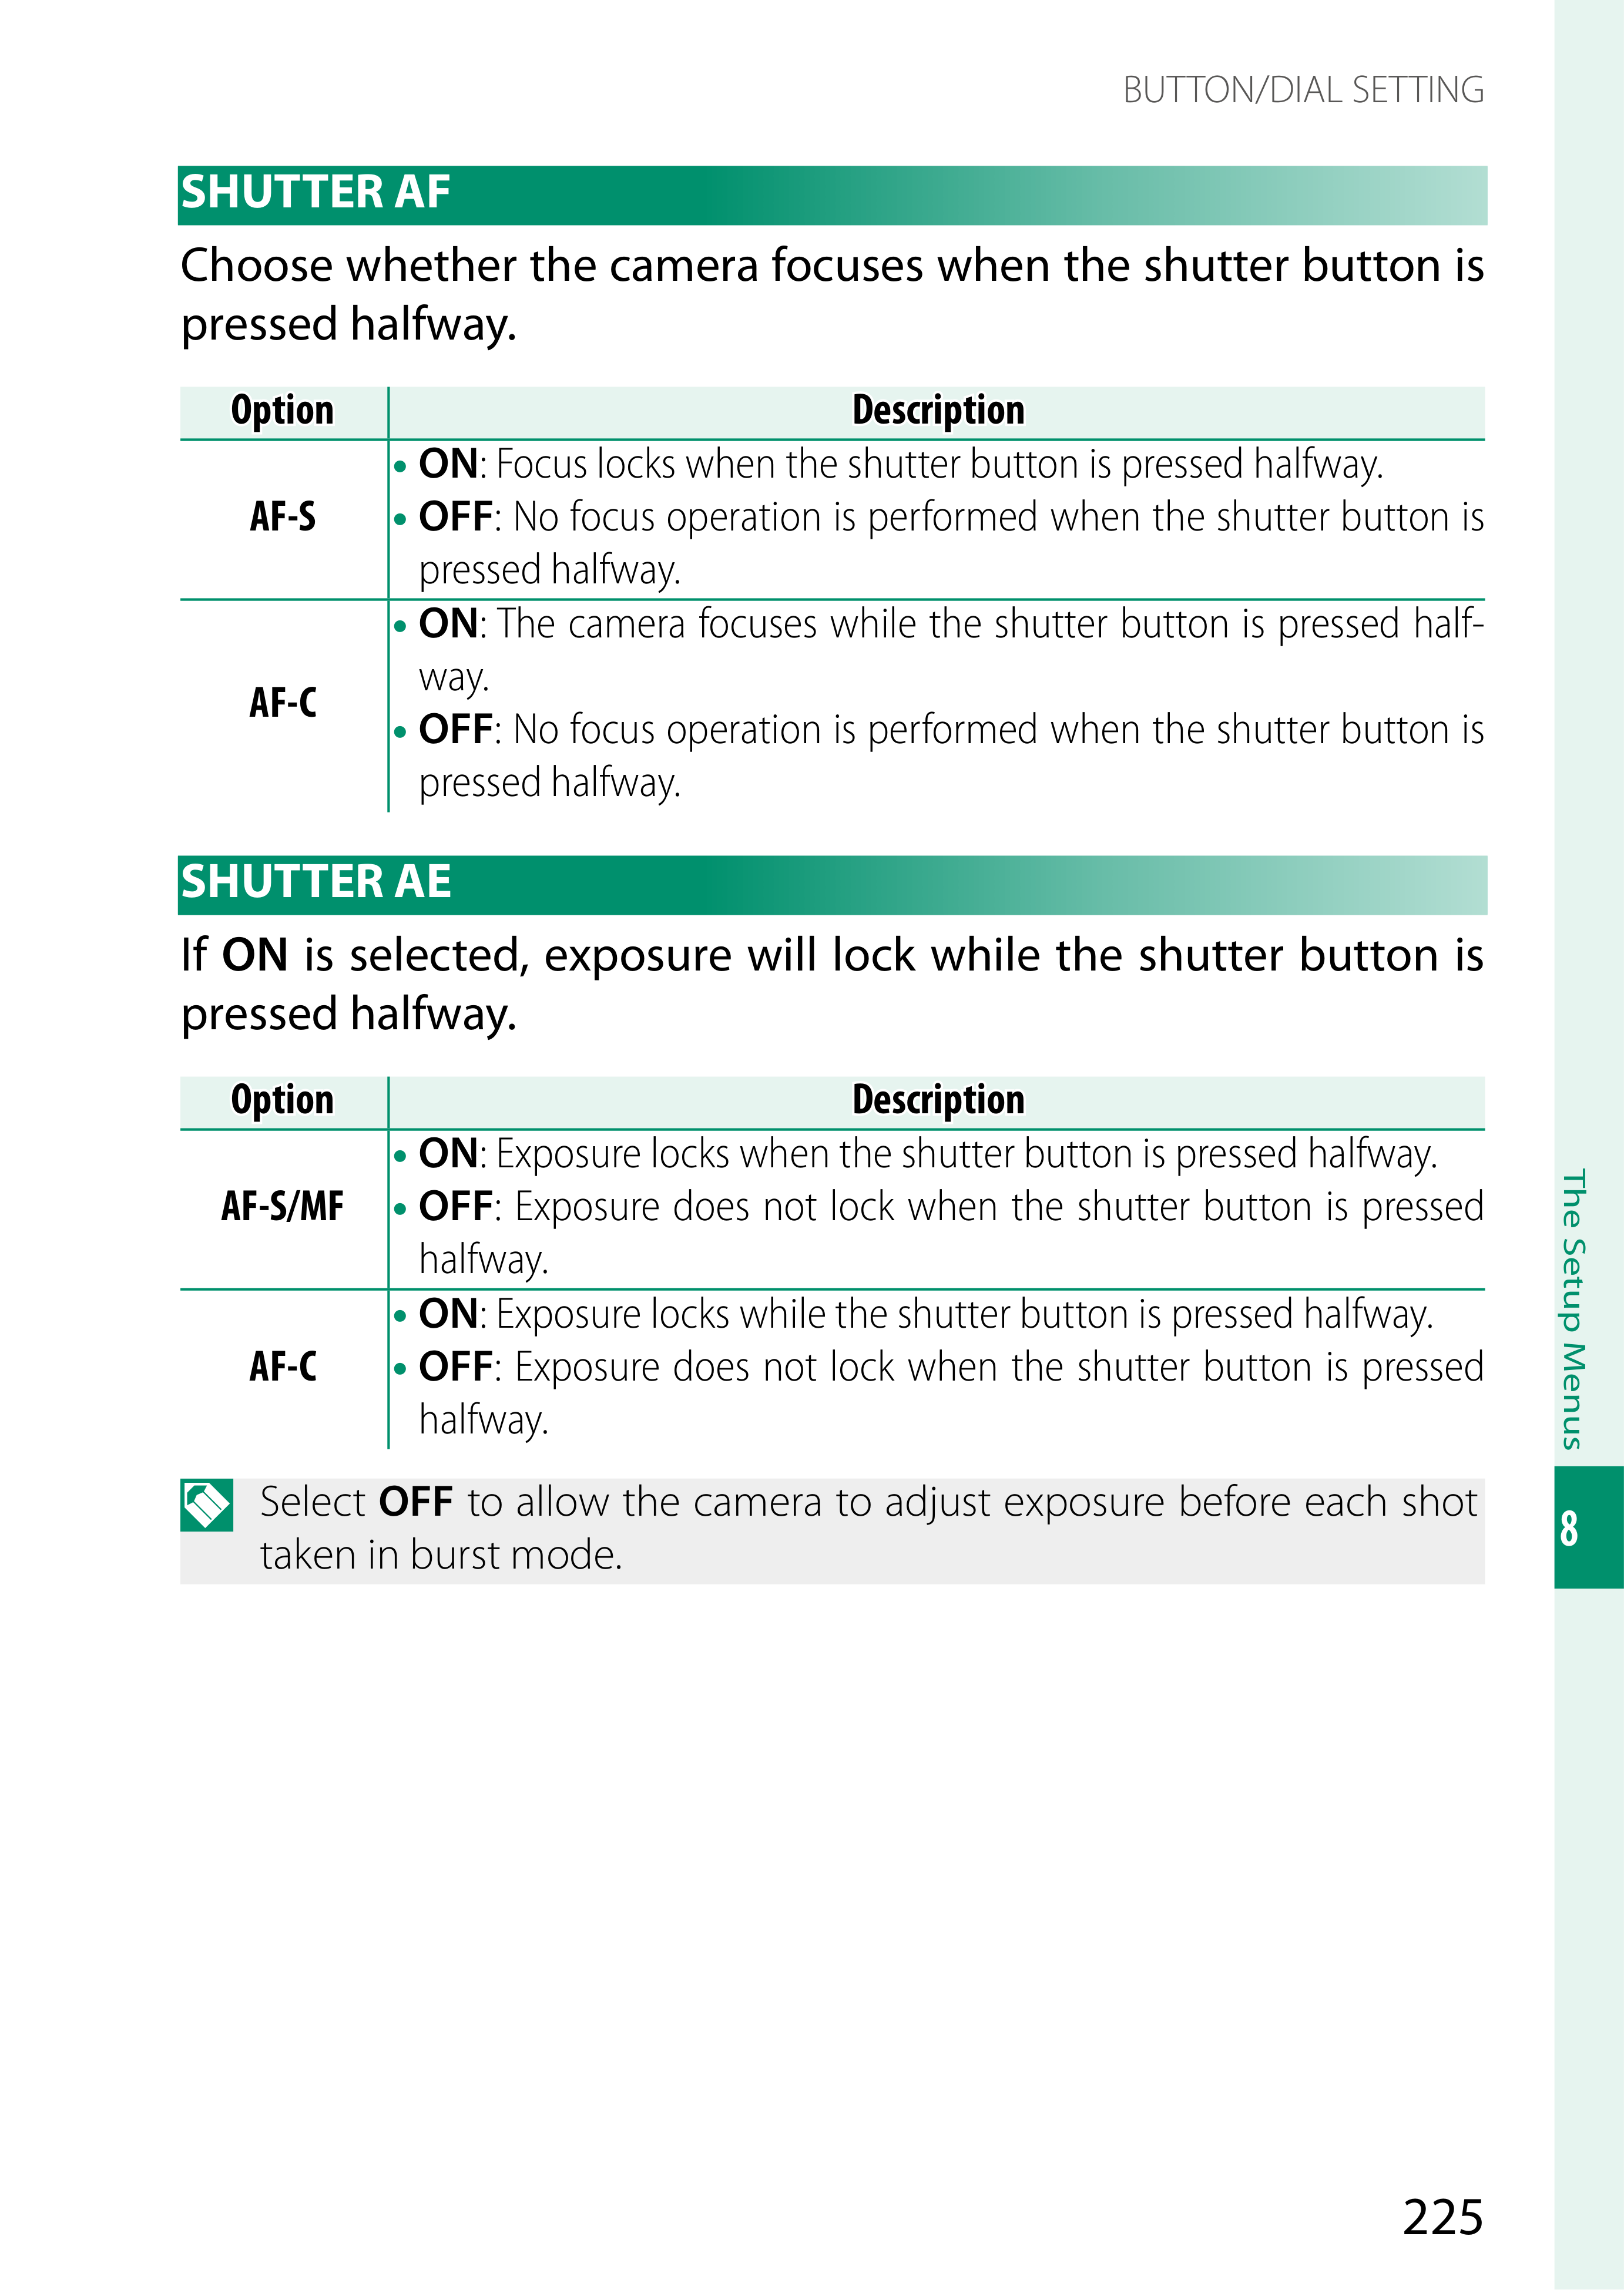 BUTTON/DIAL SETTING
SHUTTER AF
Choose whether the camera focuses when the shutter button is
pressed halfway.
Option Description
AF-S
• ON: Focus locks when the shutter button is pressed halfway.
• OFF: No focus operation is performed when the shutter button is
pressed halfway.
AF-C
• ON: The camera focuses while the shutter button is pressed half-
way.
• OFF: No focus operation is performed when the shutter button is
pressed halfway.
SHUTTER AE
If ON is selected, exposure will lock while the shutter button is
pressed halfway.
Option Description
AF-S/MF
• ON: Exposure locks when the shutter button is pressed halfway.
• OFF: Exposure does not lock when the shutter button is pressed
halfway.
AF-C
• ON: Exposure locks while the shutter button is pressed halfway.
• OFF: Exposure does not lock when the shutter button is pressed
halfway.
Select OFF to allow the camera to adjust exposure before each shot
taken in burst mode.
The Setup Menus
8
225